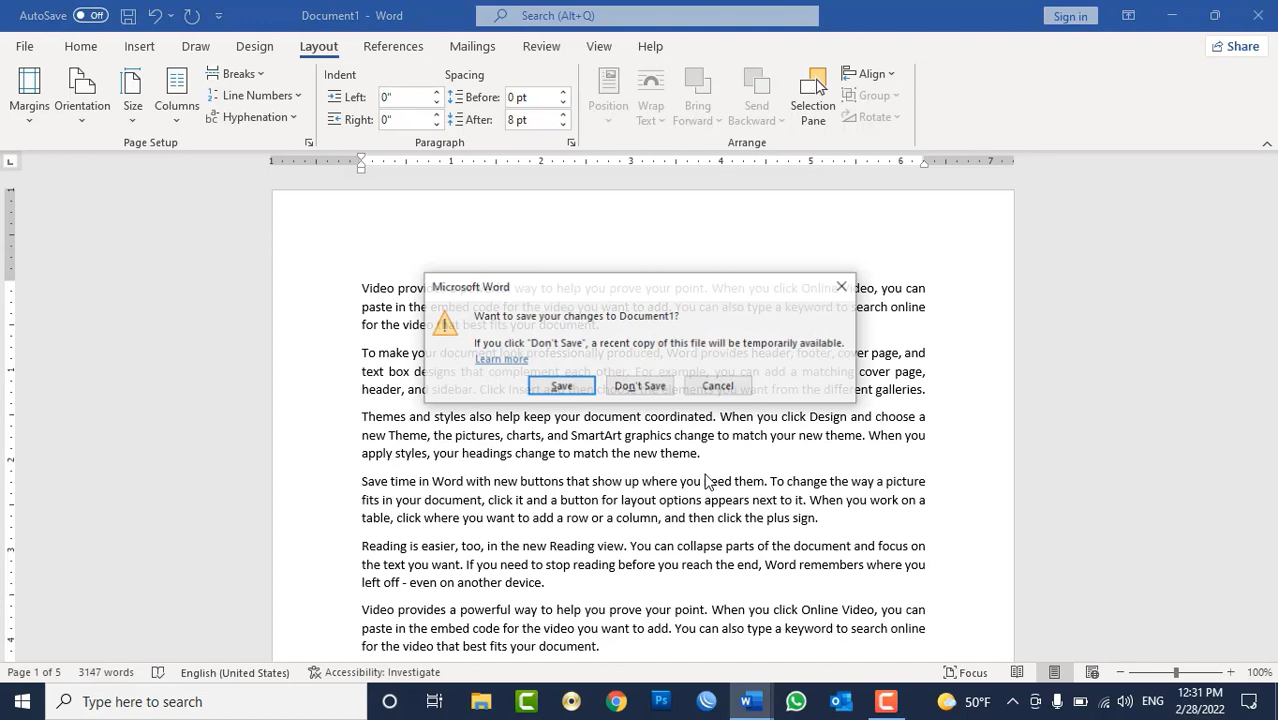 AutoSave Off Document1 - Word Search (Alt+Q) Sign in
File Home Insert Draw Design Layout References Mailings Review View Help Share
Margins Orientation Size Columns Breaks Line Numbers Hyphenation
Page Setup
Indent Spacing
Left: 0" Before: 0 pt
Right: 0" After: 8 pt
Paragraph
Position Wrap Text Bring Forward Send Backward Selection Pane Align Group Rotate
Arrange
1 1 2 3 4 5 6 7
Video provides a powerful way to help you prove your point. When you click Online Video, you can
paste in the embed code for the video you want to add. You can also type a keyword to search online
for the video that best fits your document.
To make your document look professionally produced, Word provides header, footer, cover page, and
text box designs that complement each other. For example, you can add a matching cover page,
header, and sidebar. Click Insert and then choose the elements you want from the different galleries.
Microsoft Word
Want to save your changes to Document1?
If you click "Don't Save", a recent copy of this file will be temporarily available.
Learn more
Save Don't Save Cancel
Themes and styles also help keep your document coordinated. When you click Design and choose a
new Theme, the pictures, charts, and SmartArt graphics change to match your new theme. When you
apply styles, your headings change to match the new theme.
Save time in Word with new buttons that show up where you need them. To change the way a picture
fits in your document, click it and a button for layout options appears next to it. When you work on a
table, click where you want to add a row or a column, and then click the plus sign.
Reading is easier, too, in the new Reading view. You can collapse parts of the document and focus on
the text you want. If you need to stop reading before you reach the end, Word remembers where you
left off - even on another device.
Video provides a powerful way to help you prove your point. When you click Online Video, you can
paste in the embed code for the video you want to add. You can also type a keyword to search online
for the video that best fits your document.
Page 1 of 5 3147 words English (United States) Accessibility: Investigate Focus 100%
Type here to search 50°F ENG 12:31 PM
2/28/2022